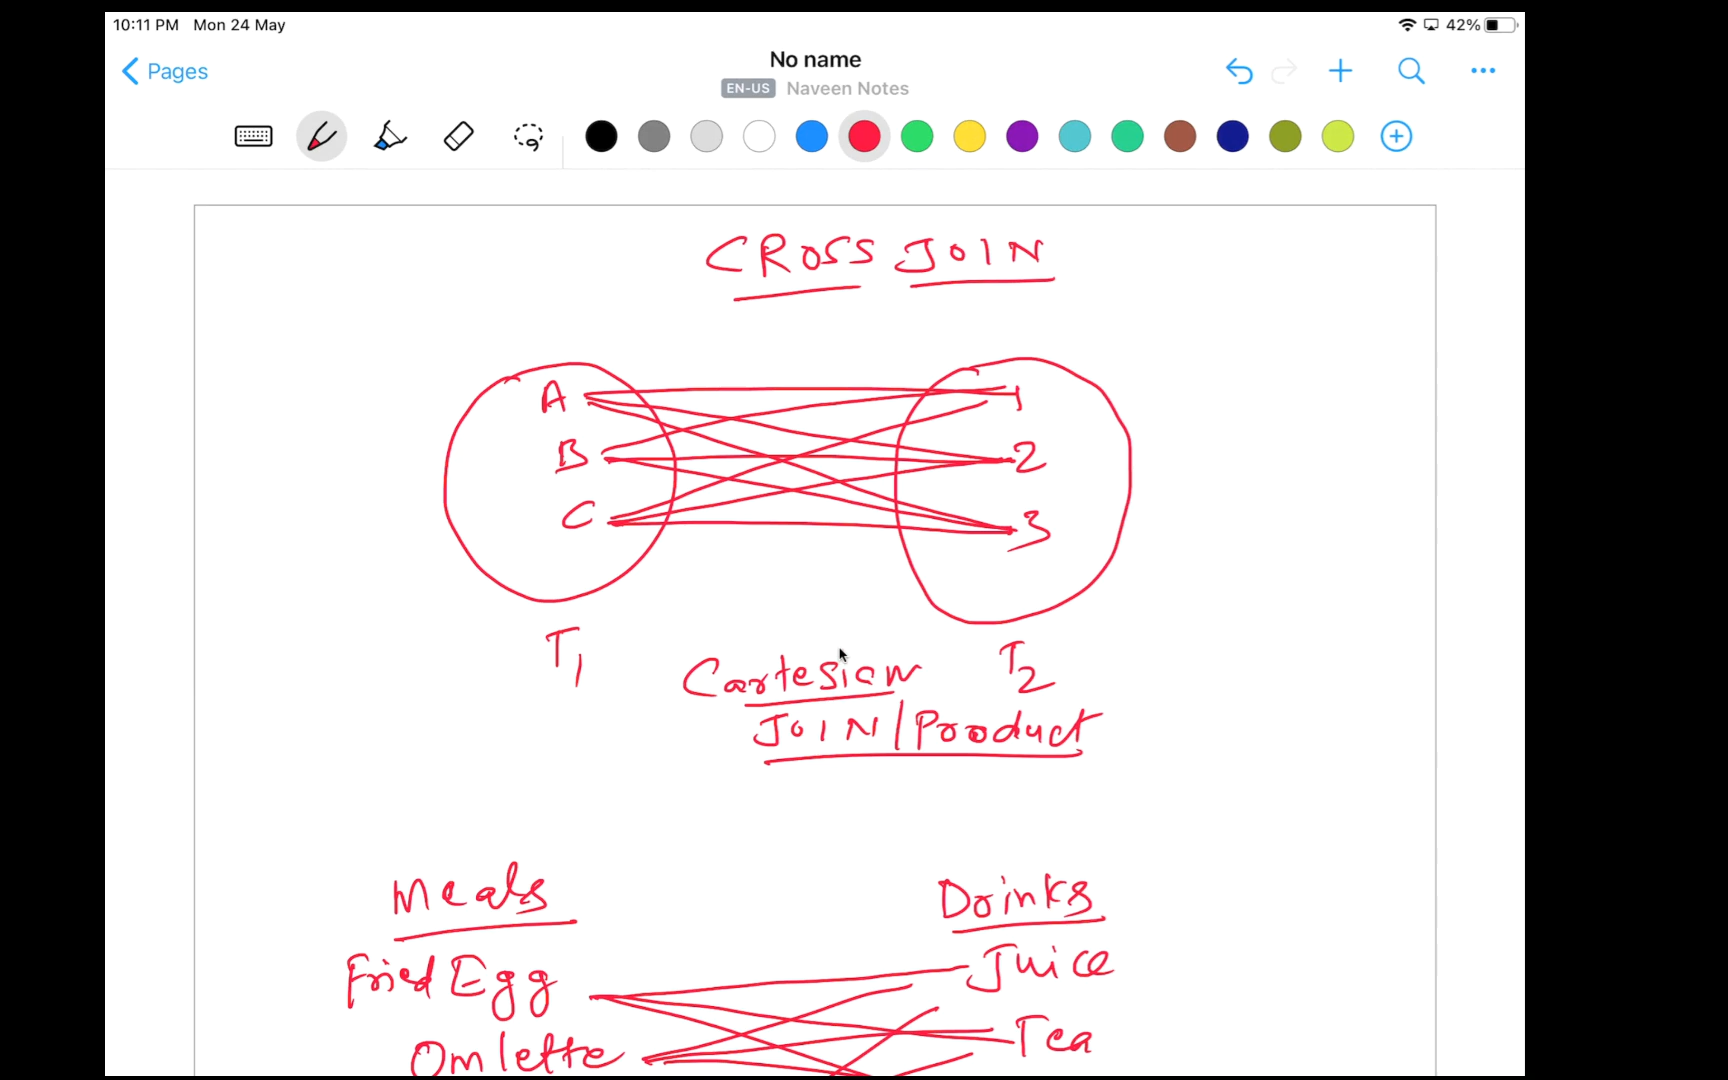 10:11 PM Mon 24 May 42%
Pages
No name
EN-US Naveen Notes
CROSS JOIN
A 1
B 2
C 3
T1 T2
Cartesian
JOIN/Product
Meals Drinks
Fried Egg Juice
Omlette Tea